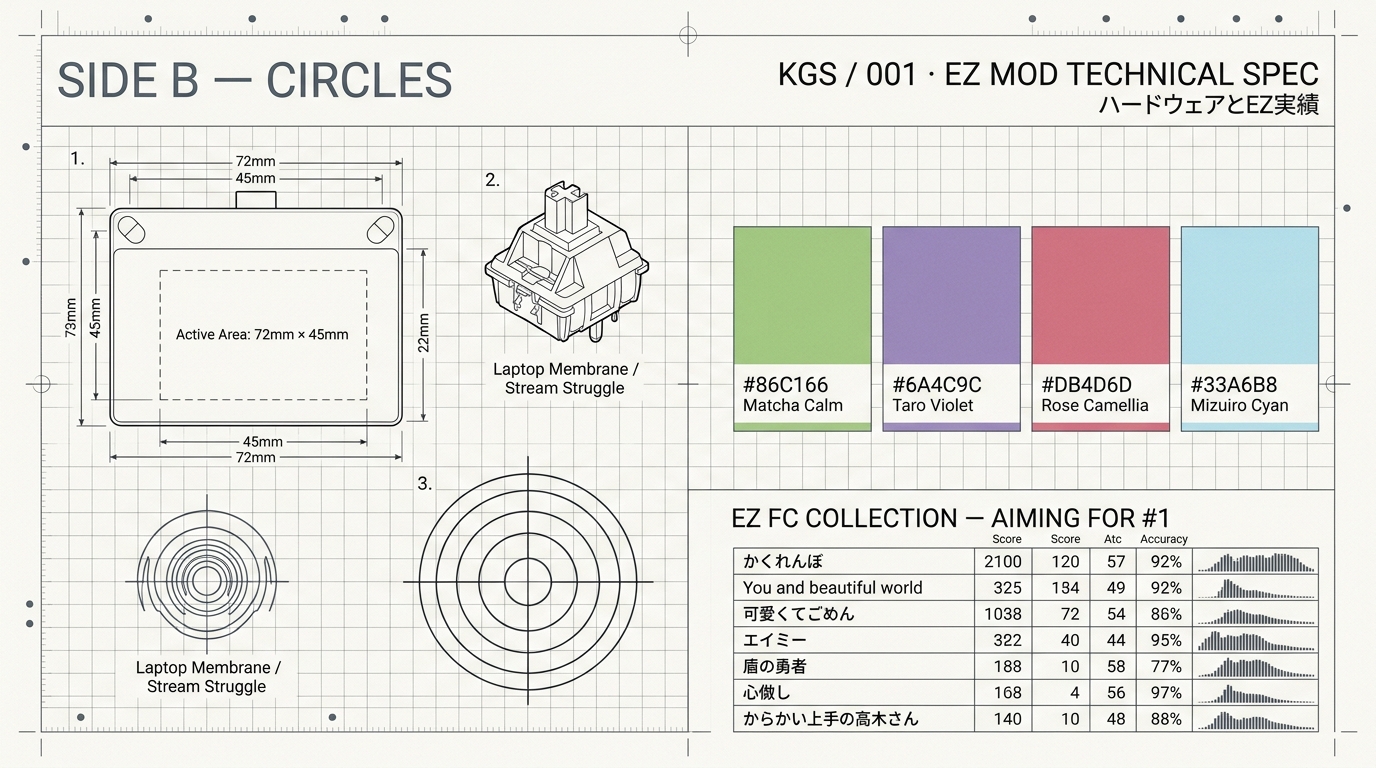 SIDE B — CIRCLES
KGS / 001 · EZ MOD TECHNICAL SPEC
ハードウェアとEZ実績
1.
72mm
45mm
73mm
45mm
Active Area: 72mm × 45mm
22mm
45mm
72mm
2.
Laptop Membrane /
Stream Struggle
3.
Laptop Membrane /
Stream Struggle
#86C166
Matcha Calm
#6A4C9C
Taro Violet
#DB4D6D
Rose Camellia
#33A6B8
Mizuiro Cyan
EZ FC COLLECTION — AIMING FOR #1
Score Score Atc Accuracy
かくれんぼ 2100 120 57 92%
You and beautiful world 325 184 49 92%
可愛くてごめん 1038 72 54 86%
エイミー 322 40 44 95%
の勇者 188 10 58 77%
心做し 168 4 56 97%
からかい上手の高木さん 140 10 48 88%